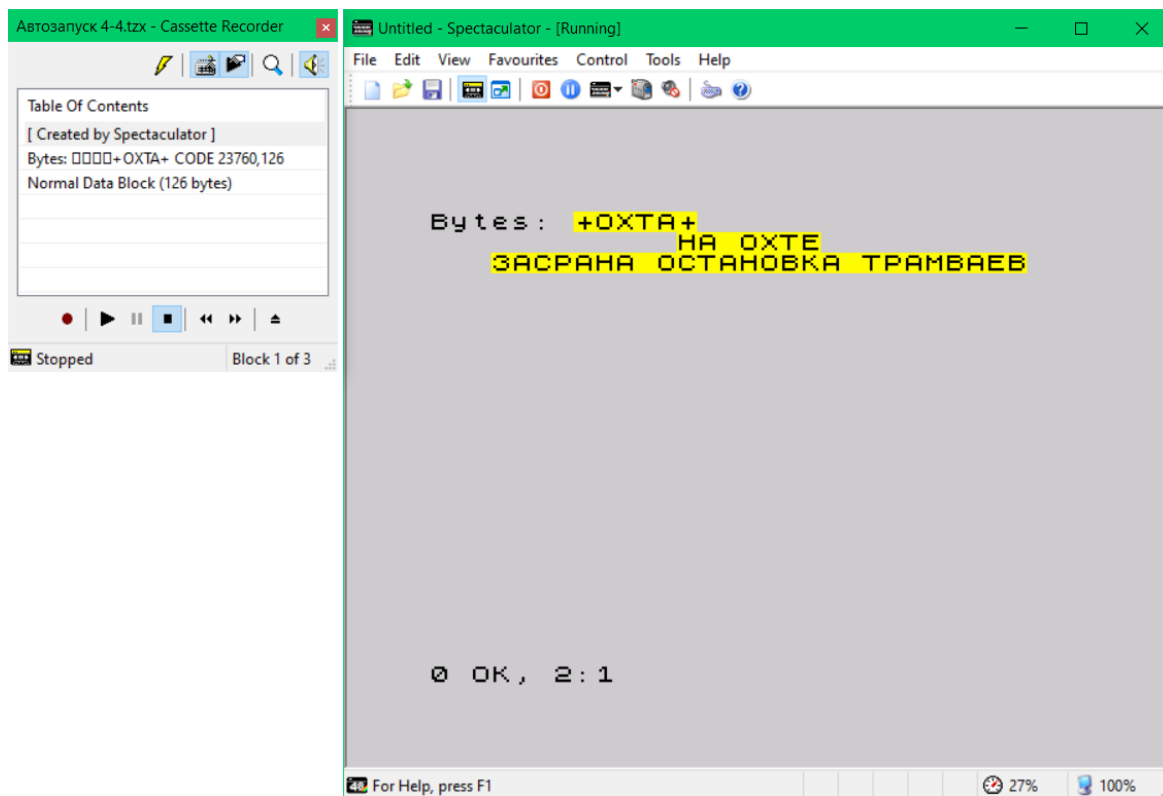 Автозапуск 4-4.tzx - Cassette Recorder
Table Of Contents
[ Created by Spectaculator ]
Bytes: □□□□+OXTA+ CODE 23760,126
Normal Data Block (126 bytes)
Stopped
Block 1 of 3
Untitled - Spectaculator - [Running]
File Edit View Favourites Control Tools Help
Bytes: +OXTA+
НА ОХТЕ
ЗАСРАНА ОСТАНОВКА ТРАМВАЕВ
0 OK, 2:1
48 For Help, press F1
27%
100%